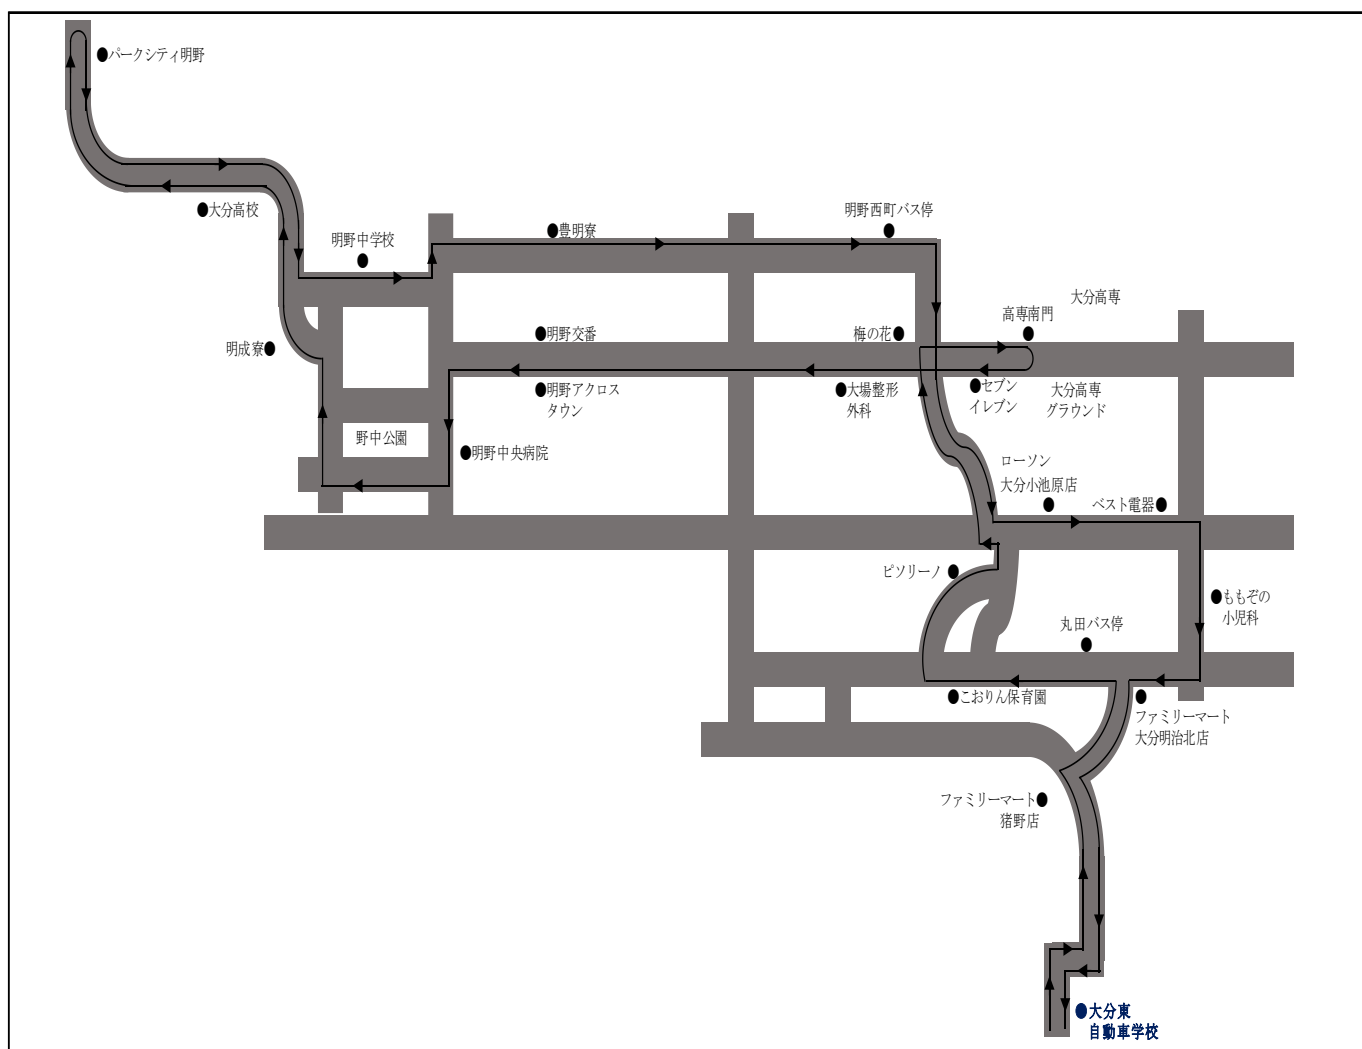 ●パークシティ明野
●大分高校
明野中学校
●豊明寮
明野西町バス停
大分高専
高専南門
明成寮●
●明野交番
梅の花●
●明野アクロス
タウン
●大場整形
外科
●セブン
イレブン
大分高専
グラウンド
野中公園
●明野中央病院
ローソン
大分小池原店
ベスト電器●
ピソリーノ
●ももぞの
小児科
丸田バス停
●こおりん保育園
ファミリーマート
大分明治北店
ファミリーマート●
猪野店
●大分東
自動車学校